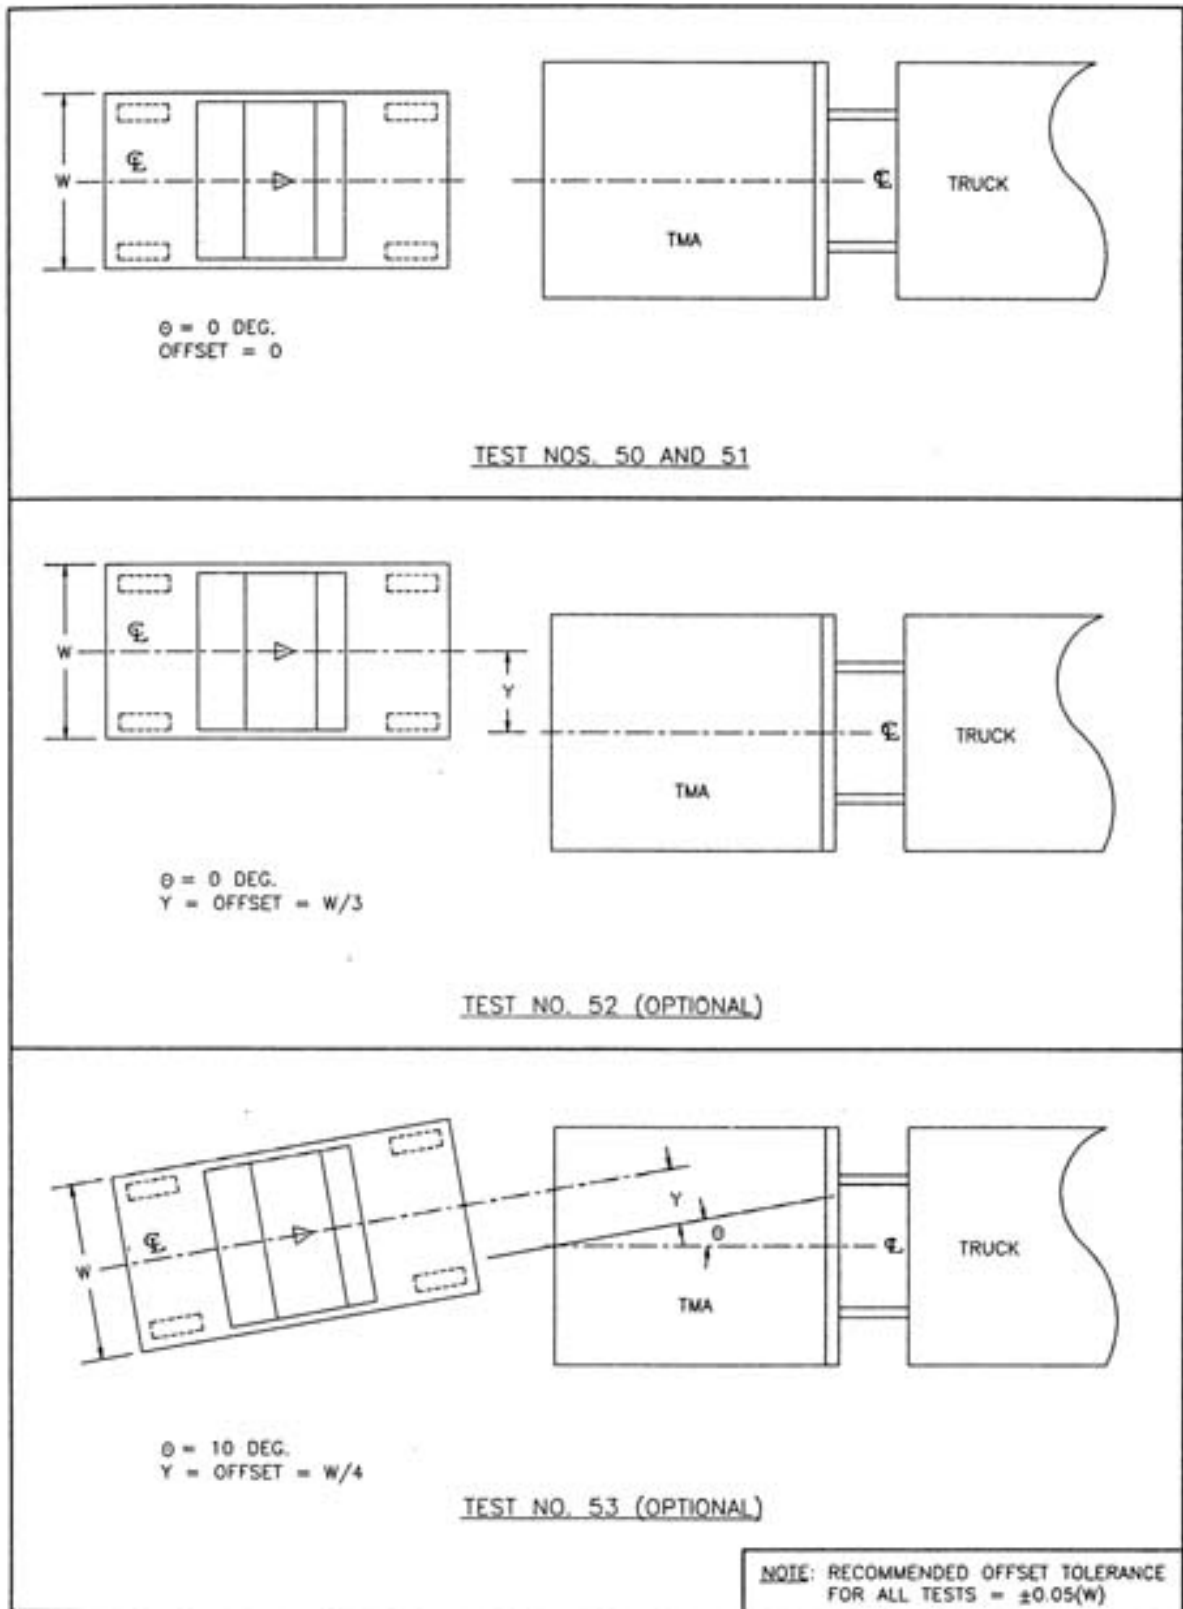 ℄
W
℄
TRUCK
TMA
Θ = 0 DEG.
OFFSET = 0
TEST NOS. 50 AND 51
℄
W
Y
℄
TRUCK
TMA
Θ = 0 DEG.
Y = OFFSET = W/3
TEST NO. 52 (OPTIONAL)
Y
Θ
℄
W
℄
TRUCK
TMA
Θ = 10 DEG.
Y = OFFSET = W/4
TEST NO. 53 (OPTIONAL)
NOTE: RECOMMENDED OFFSET TOLERANCE
FOR ALL TESTS = ±0.05(W)